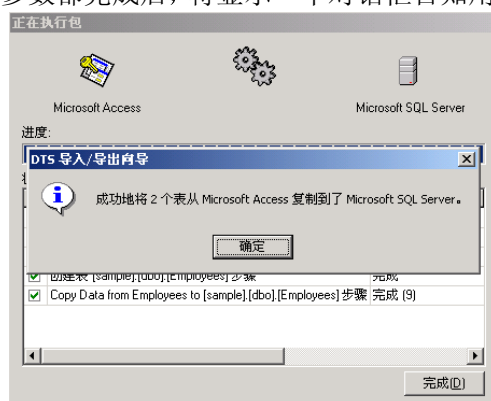 参数都完成后，将显示一个对话框告知用
正在执行包
Microsoft Access
Microsoft SQL Server
进度:
DTS 导入/导出向导
成功地将 2 个表从 Microsoft Access 复制到了 Microsoft SQL Server。
确定
创建表 [sample].[dbo].[Employees] 步骤 完成
Copy Data from Employees to [sample].[dbo].[Employees] 步骤 完成 (9)
完成(D)